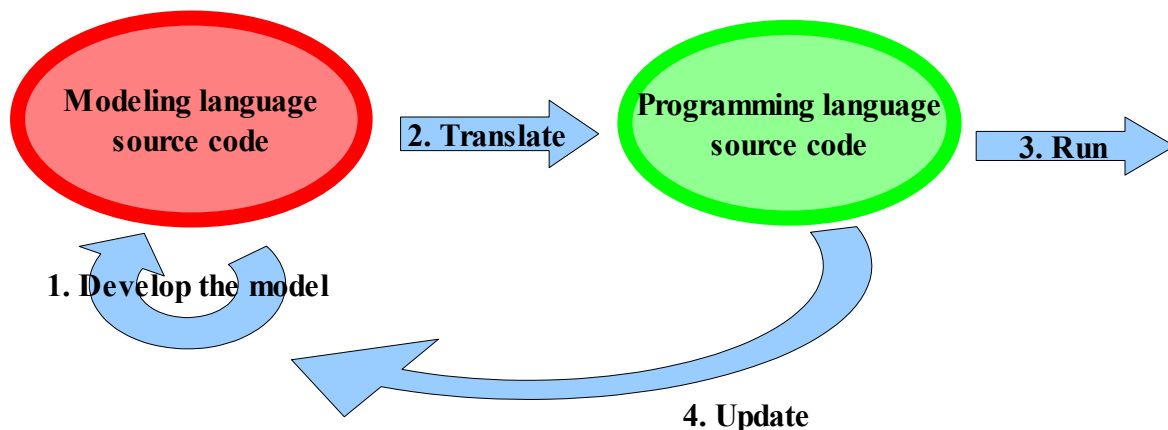 Modeling language
source code
2. Translate
Programming language
source code
3. Run
1. Develop the model
4. Update